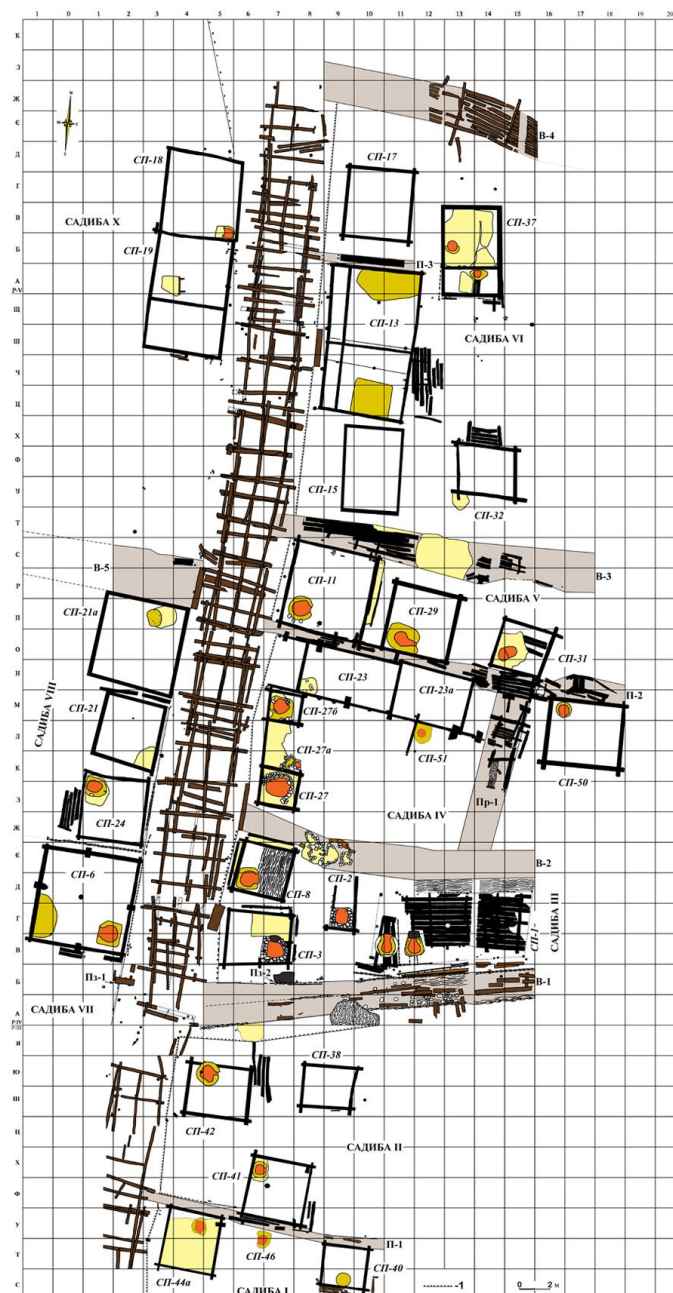 -1 0 1 2 3 4 5 6 7 8 9 10 11 12 13 14 15 16 17 18 19 20
К
З
Ж
Є
Д
Г
В
Б
А
Р-V
Щ
Ш
Ч
Ц
Х
Ф
У
Т
С
Р
П
О
Н
М
Л
К
З
Ж
Є
Д
Г
В
Б
А
Р-IV
Р-III
Я
Ю
Ш
Ц
Х
Ф
У
Т
С
N
S
В-4
СП-18
СП-17
САДИБА X
СП-37
СП-19
П-3
СП-13
САДИБА VI
СП-15
СП-32
В-5
В-3
СП-11
СП-29
САДИБА V
СП-21а
СП-31
СП-23
СП-23а
П-2
СП-27б
СП-21
САДИБА VIII
СП-27а
СП-51
СП-50
СП-27
Пр-1
СП-24
САДИБА IV
СП-6
СП-2
В-2
СП-8
СП-1
САДИБА III
СП-3
Пз-1
Пз-2
В-1
САДИБА VII
СП-38
СП-42
САДИБА II
СП-41
СП-46
П-1
СП-44а
СП-40
САДИБА I
-1
0 2 м